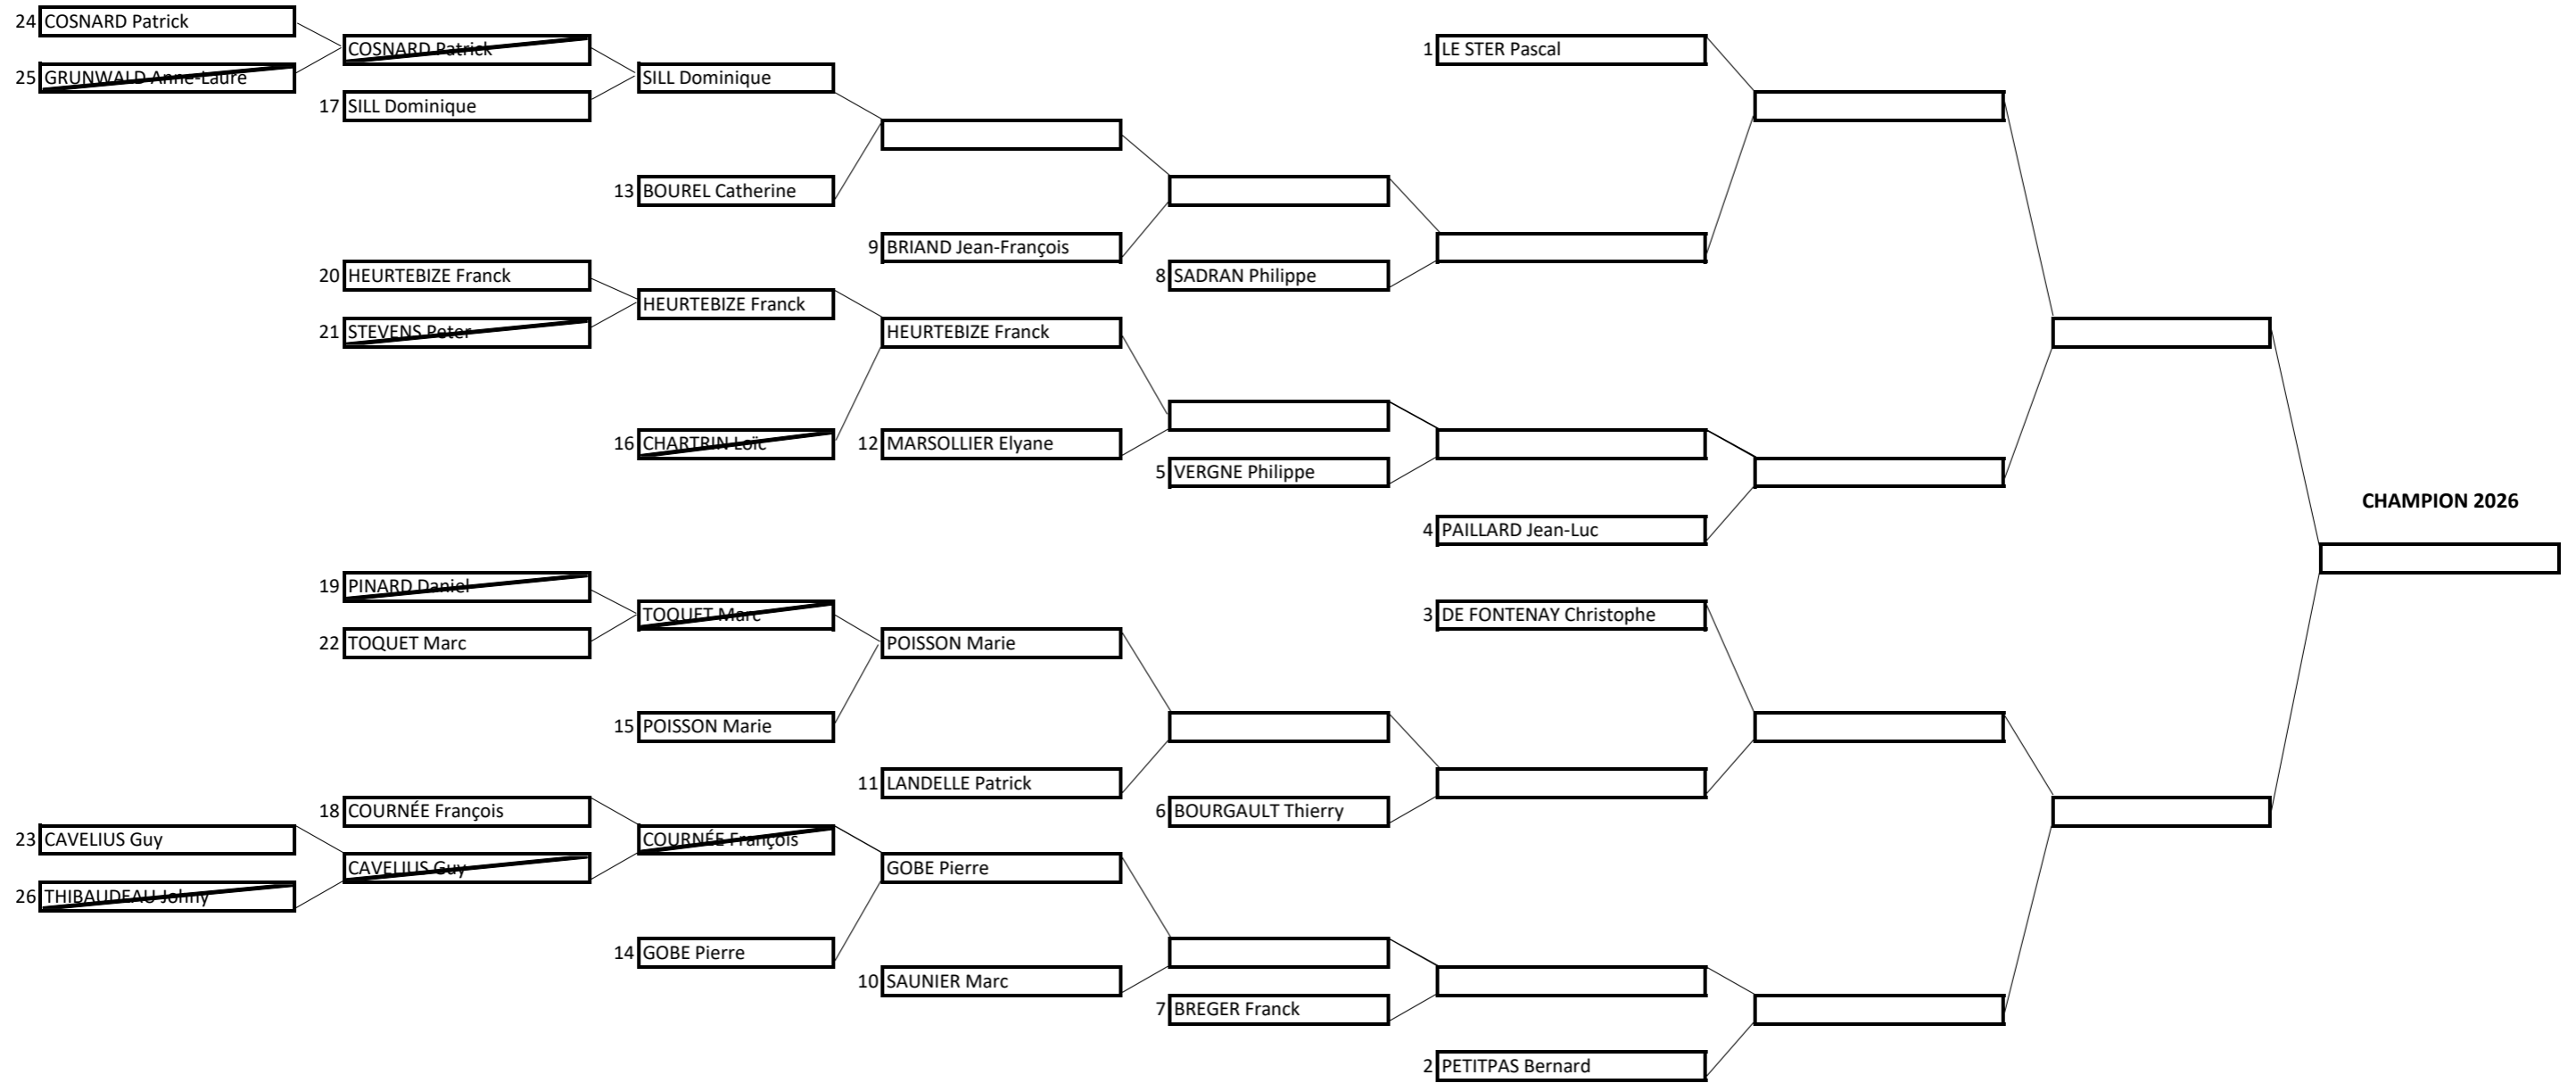 24 COSNARD Patrick
COSNARD Patrick
1 LE STER Pascal
25 GRUNWALD Anne-Laure
SILL Dominique
17 SILL Dominique
13 BOUREL Catherine
9 BRIAND Jean-François
20 HEURTEBIZE Franck
8 SADRAN Philippe
HEURTEBIZE Franck
21 STEVENS Peter
HEURTEBIZE Franck
16 CHARTRIN Loïc
12 MARSOLLIER Elyane
5 VERGNE Philippe
CHAMPION 2026
4 PAILLARD Jean-Luc
19 PINARD Daniel
TOQUET Marc
3 DE FONTENAY Christophe
22 TOQUET Marc
POISSON Marie
15 POISSON Marie
11 LANDELLE Patrick
18 COURNÉE François
6 BOURGAULT Thierry
23 CAVELIUS Guy
COURNÉE François
CAVELIUS Guy
GOBE Pierre
26 THIBAUDEAU Johny
14 GOBE Pierre
10 SAUNIER Marc
7 BREGER Franck
2 PETITPAS Bernard